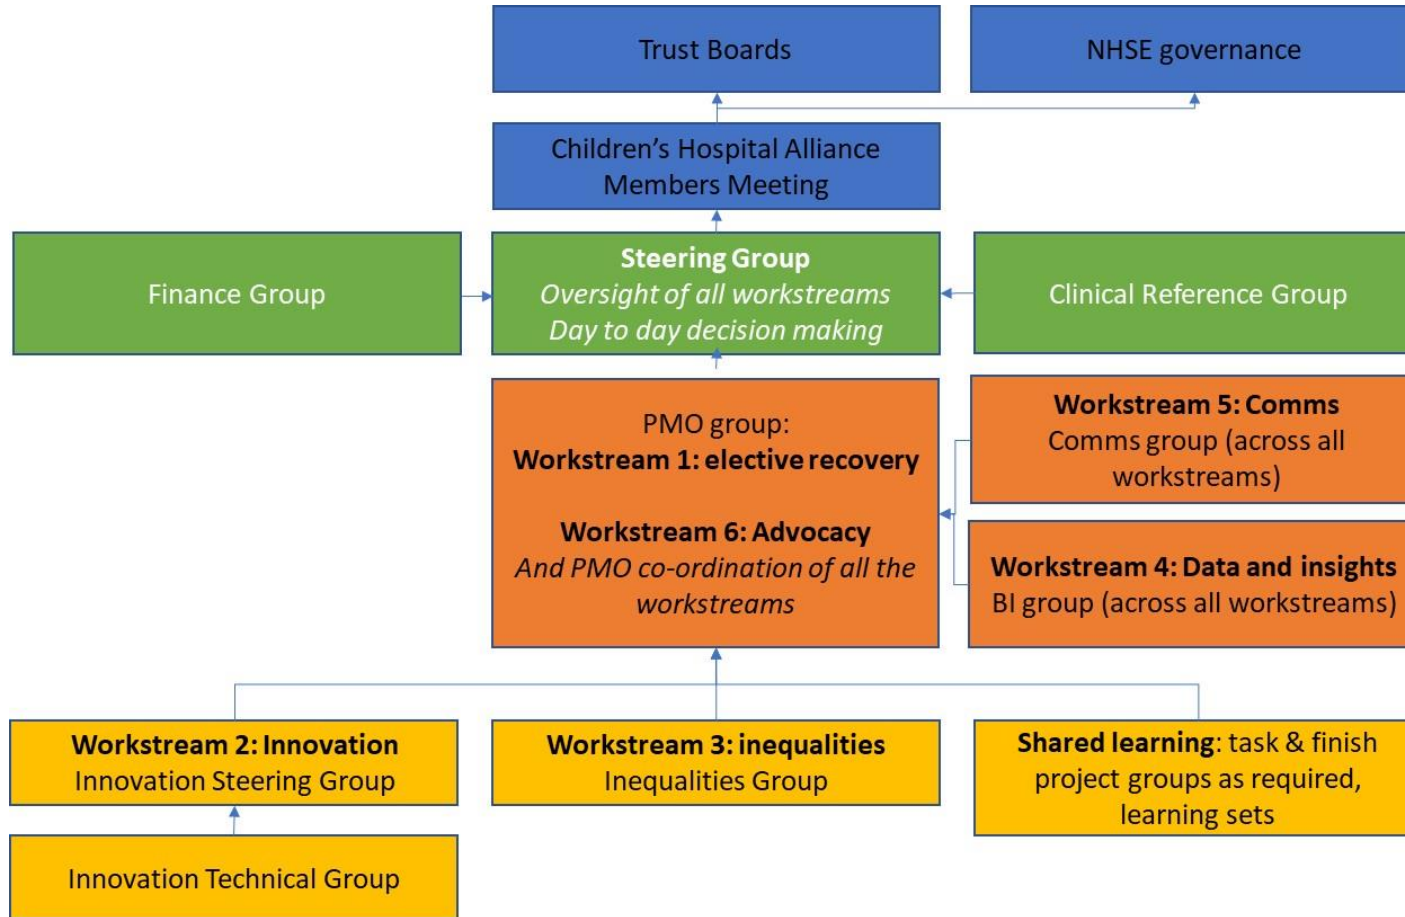 Trust Boards
NHSE governance
Children’s Hospital Alliance
Members Meeting
Finance Group
Steering Group
Oversight of all workstreams
Day to day decision making
Clinical Reference Group
PMO group:
Workstream 1: elective recovery
Workstream 6: Advocacy
And PMO co-ordination of all the
workstreams
Workstream 5: Comms
Comms group (across all
workstreams)
Workstream 4: Data and insights
BI group (across all workstreams)
Workstream 2: Innovation
Innovation Steering Group
Workstream 3: inequalities
Inequalities Group
Shared learning: task & finish
project groups as required,
learning sets
Innovation Technical Group